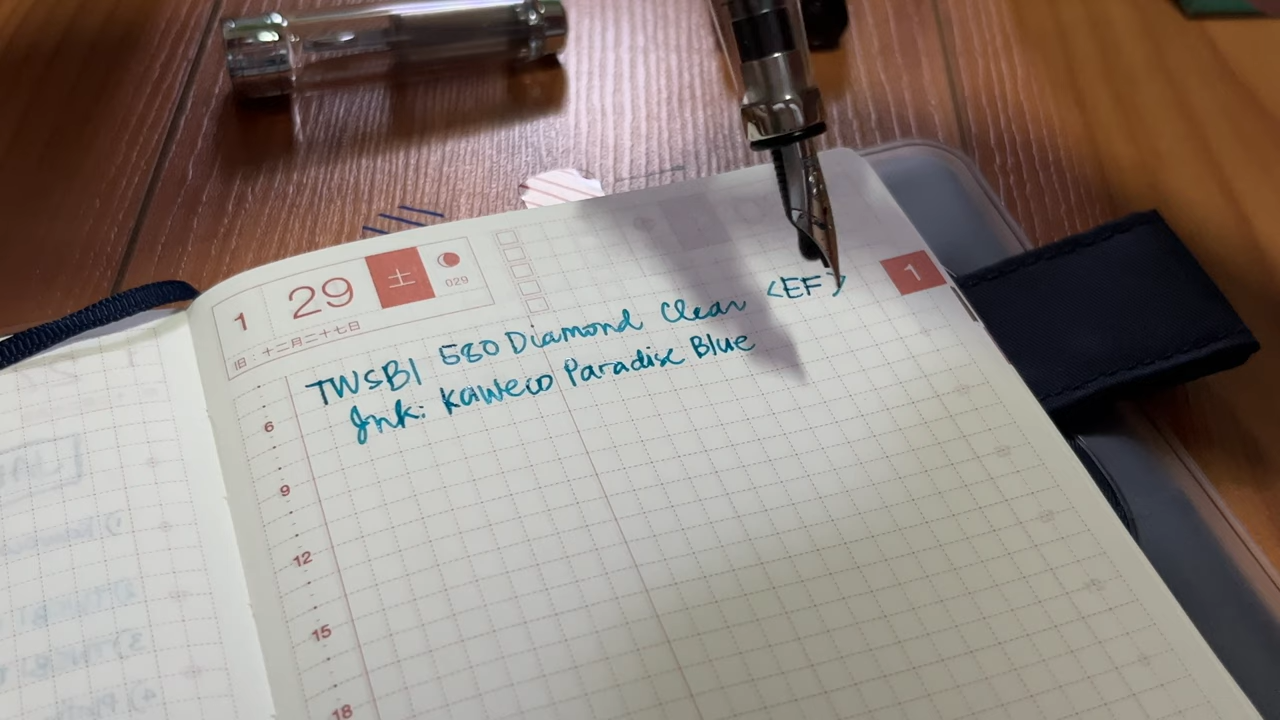 1 29 土 029
旧：十二月二十七日
1
TWSBI 580 Diamond Clear <EF>
Ink: Kaweco Paradise Blue
6
9
12
15
18